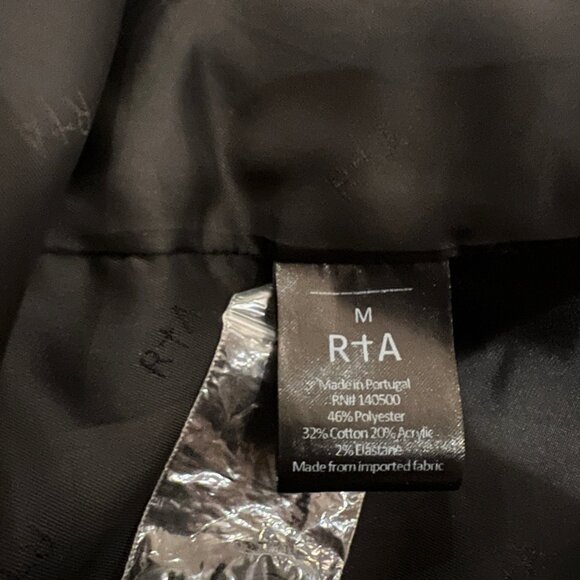 M
R†A
Made in Portugal
RN# 140500
46% Polyester
32% Cotton 20% Acrylic
2% Elastane
Made from imported fabric
R†A
R†A